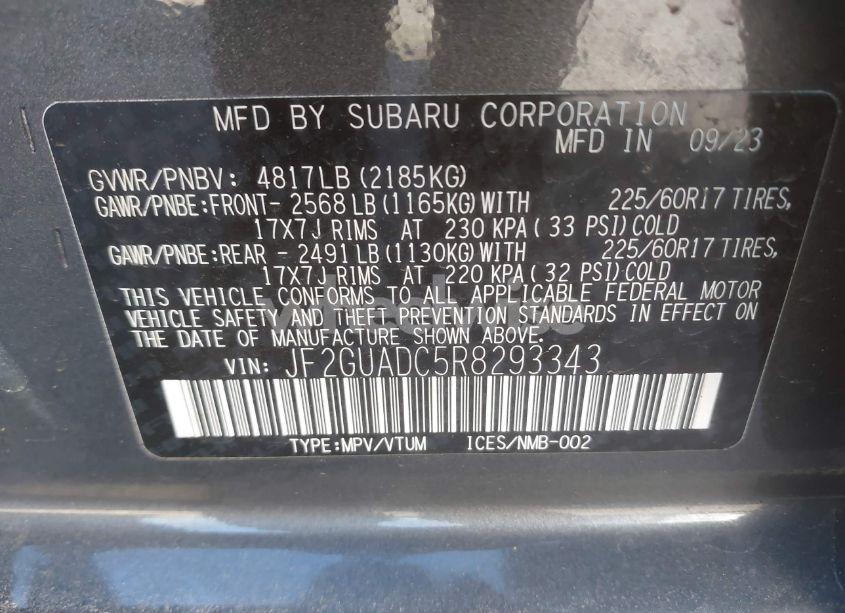 MFD BY SUBARU CORPORATION
MFD IN 09/23
GVWR/PNBV: 4817LB (2185KG)
GAWR/PNBE:FRONT- 2568 LB (1165KG) WITH 225/60R17 TIRES,
17X7J RIMS AT 230 KPA ( 33 PSI) COLD
GAWR/PNBE:REAR - 2491 LB (1130KG) WITH 225/60R17 TIRES,
17X7J RIMS AT 220 KPA ( 32 PSI) COLD
THIS VEHICLE CONFORMS TO ALL APPLICABLE FEDERAL MOTOR
VEHICLE SAFETY AND THEFT PREVENTION STANDARDS IN EFFECT ON
THE DATE OF MANUFACTURE SHOWN ABOVE.
VIN: JF2GUADC5R8293343
TYPE:MPV/VTUM ICES/NMB-002